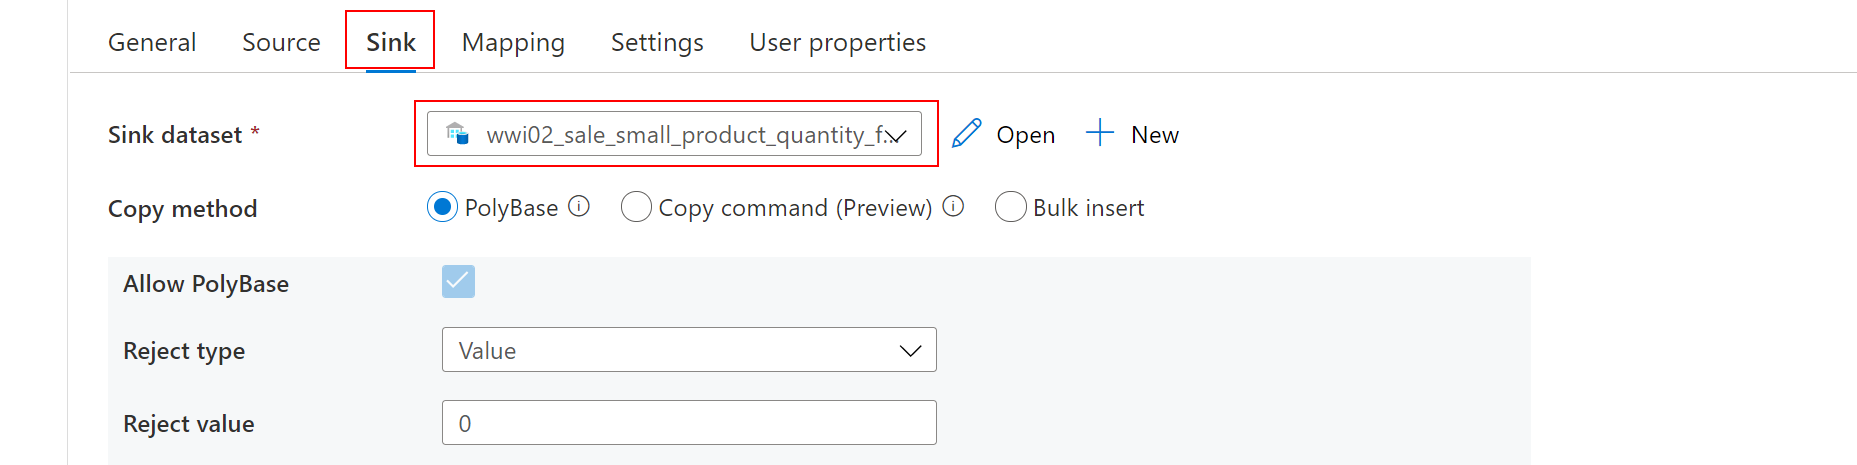 General Source Sink Mapping Settings User properties
Sink dataset * wwi02_sale_small_product_quantity_f... Open New
Copy method PolyBase Copy command (Preview) Bulk insert
Allow PolyBase
Reject type Value
Reject value 0